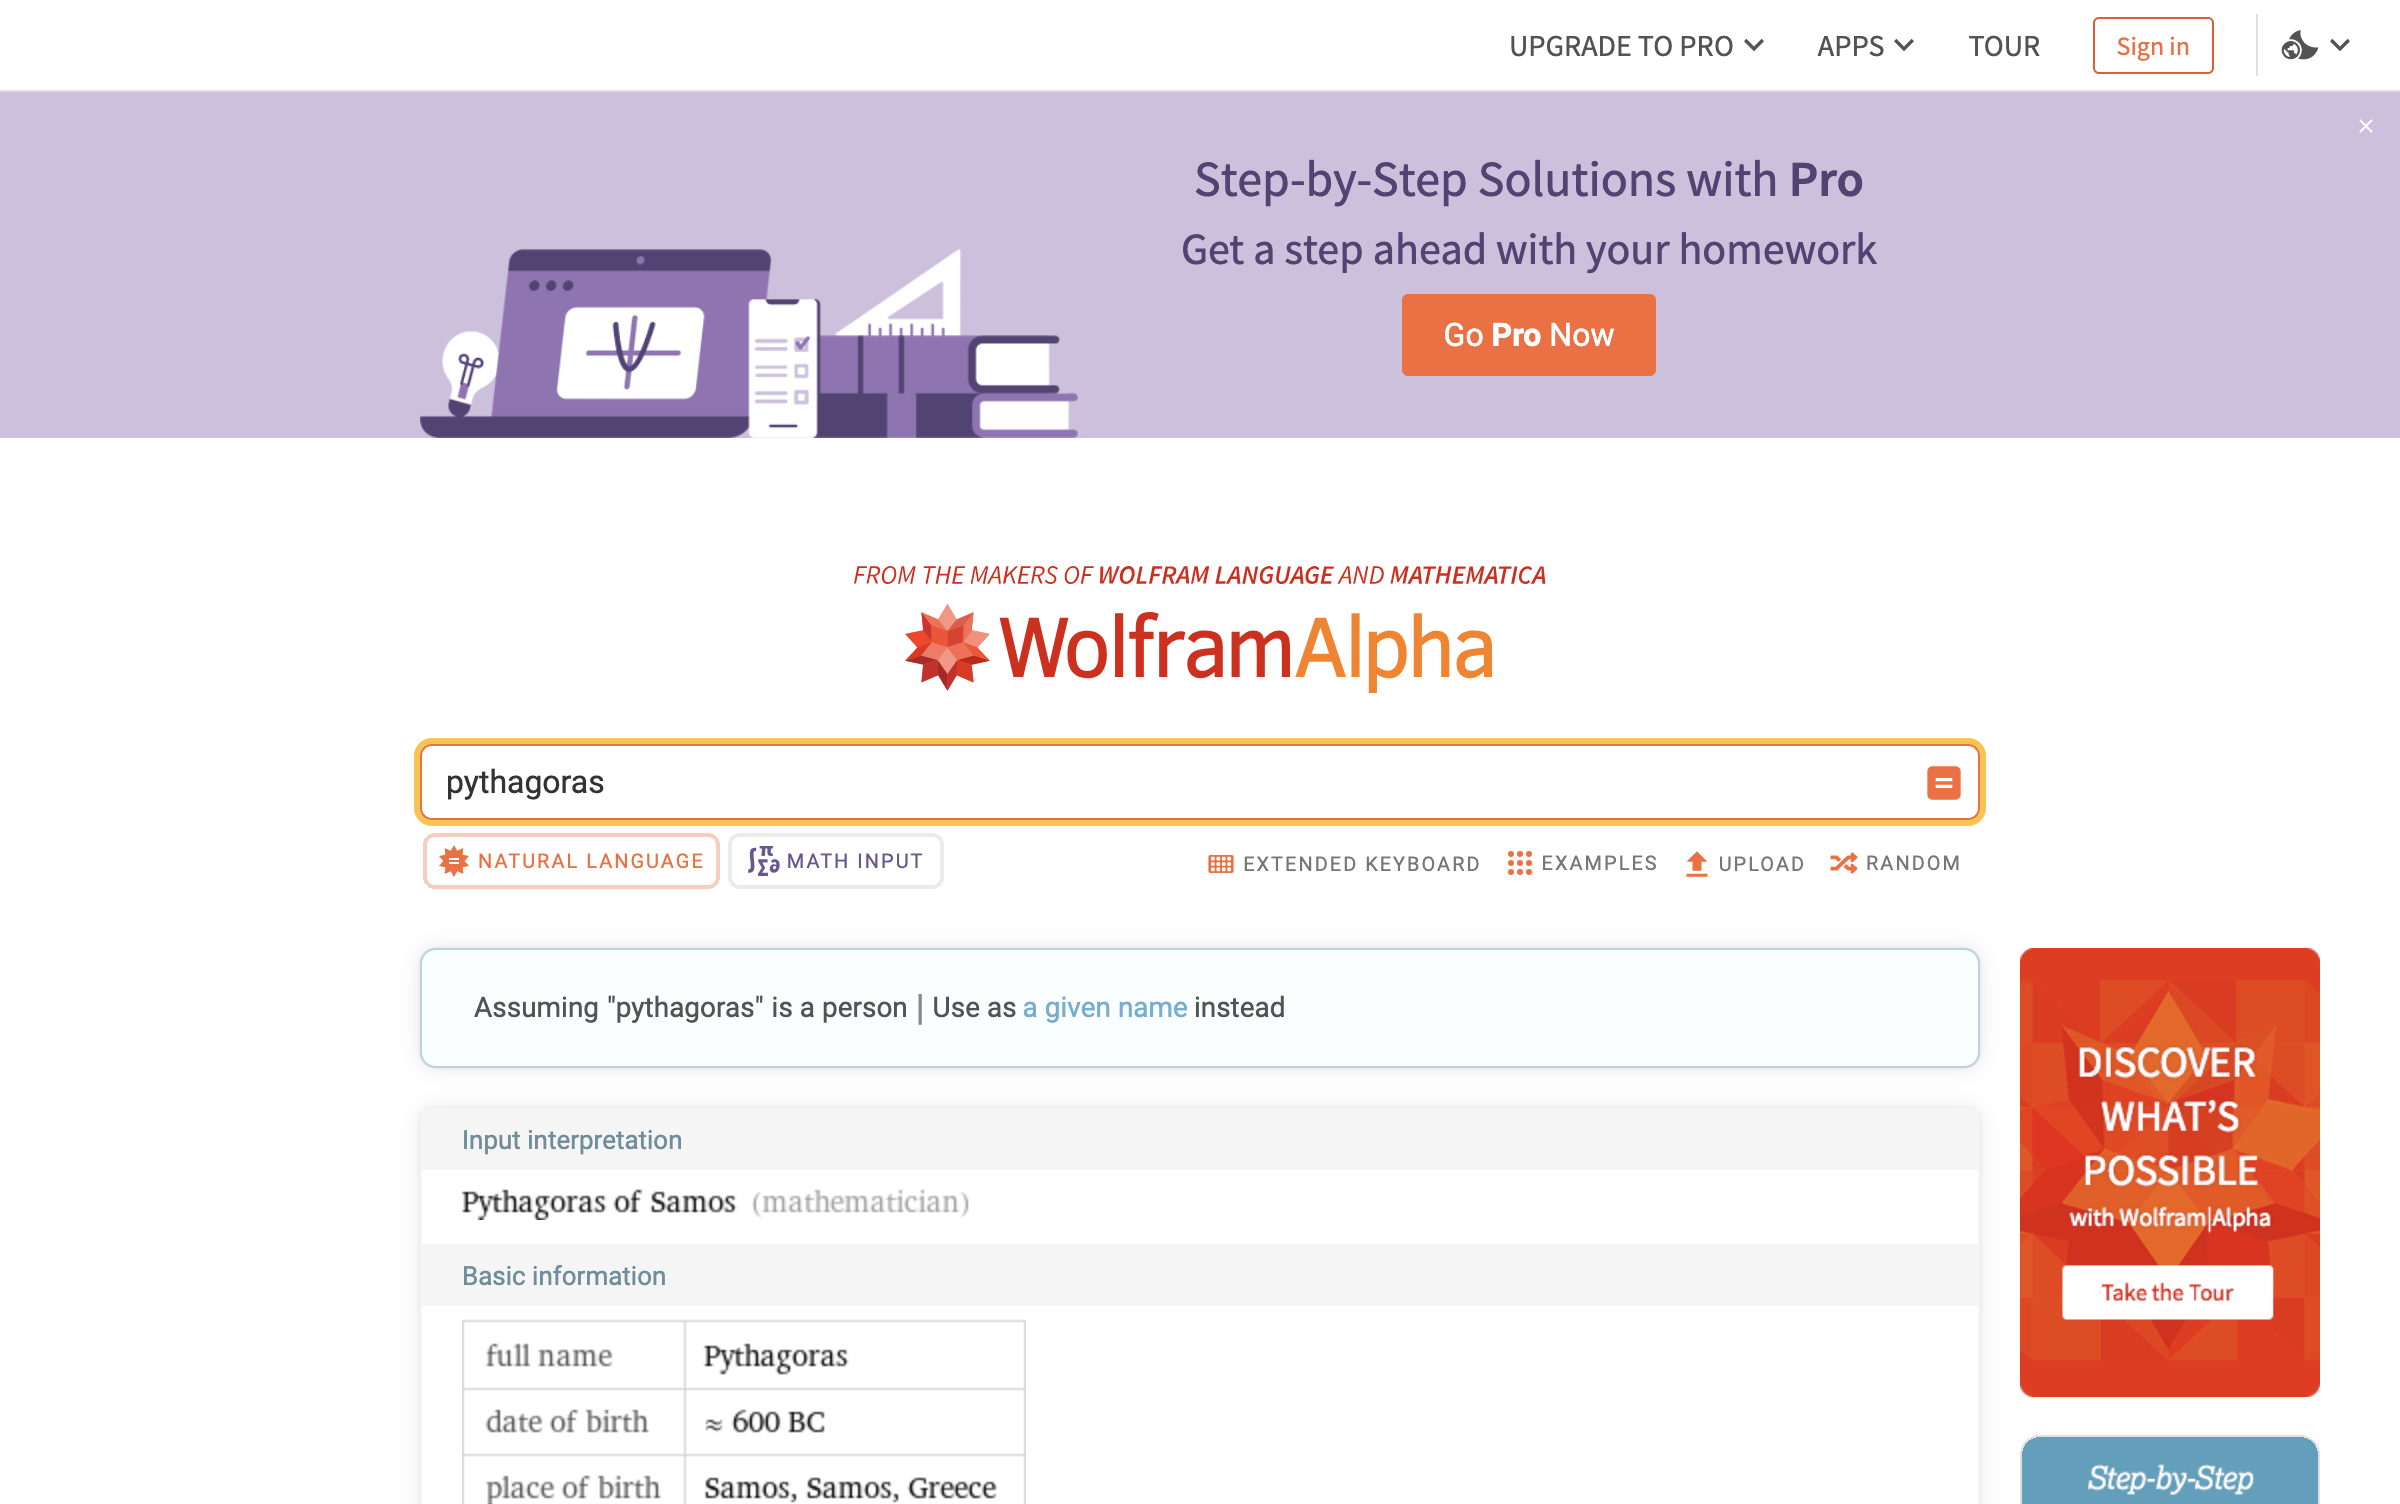 UPGRADE TO PRO
APPS
TOUR
Sign in
Step-by-Step Solutions with Pro
Get a step ahead with your homework
Go Pro Now
FROM THE MAKERS OF WOLFRAM LANGUAGE AND MATHEMATICA
WolframAlpha
pythagoras
NATURAL LANGUAGE
MATH INPUT
EXTENDED KEYBOARD
EXAMPLES
UPLOAD
RANDOM
Assuming "pythagoras" is a person | Use as a given name instead
Input interpretation
Pythagoras of Samos (mathematician)
Basic information
full name Pythagoras
date of birth ≈ 600 BC
place of birth Samos, Samos, Greece
DISCOVER
WHAT'S
POSSIBLE
with Wolfram|Alpha
Take the Tour
Step-by-Step